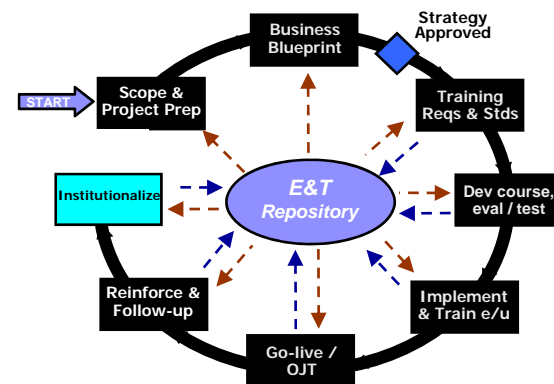 Strategy
Approved
Business
Blueprint
START
Scope &
Project Prep
Training
Reqs & Stds
Institutionalize
E&T
Repository
Dev course,
eval / test
Reinforce &
Follow-up
Implement
& Train e/u
Go-live /
OJT